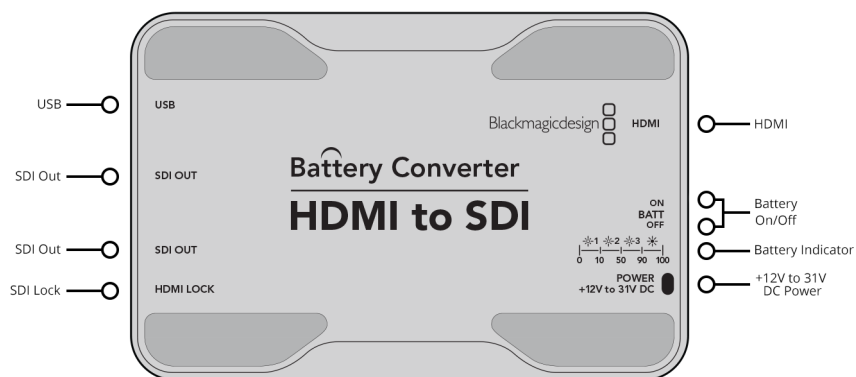 USB
SDI Out
SDI Out
SDI Lock
USB
SDI OUT
SDI OUT
HDMI LOCK
Battery Converter
HDMI to SDI
Blackmagicdesign
HDMI
ON
BATT
OFF
1 2 3
0 10 50 90 100
POWER
+12V to 31V DC
HDMI
Battery
On/Off
Battery Indicator
+12V to 31V
DC Power